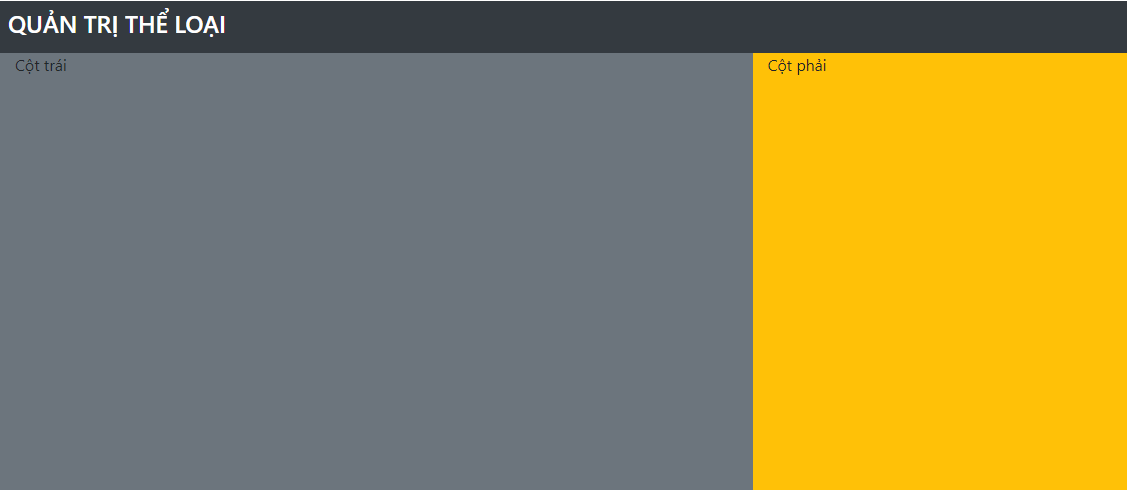 QUẢN TRỊ THỂ LOẠI
Cột trái
Cột phải